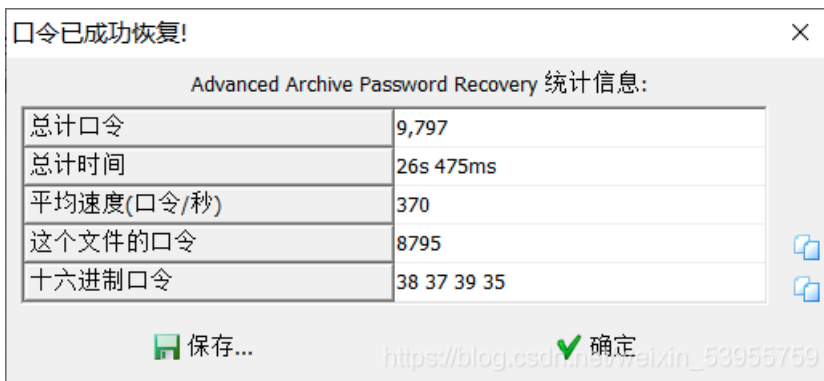 口令已成功恢复!
Advanced Archive Password Recovery 统计信息:
总计口令 9,797
总计时间 26s 475ms
平均速度(口令/秒) 370
这个文件的口令 8795
十六进制口令 38 37 39 35
保存... 确定
https://blog.csdn.net/weixin_53955759